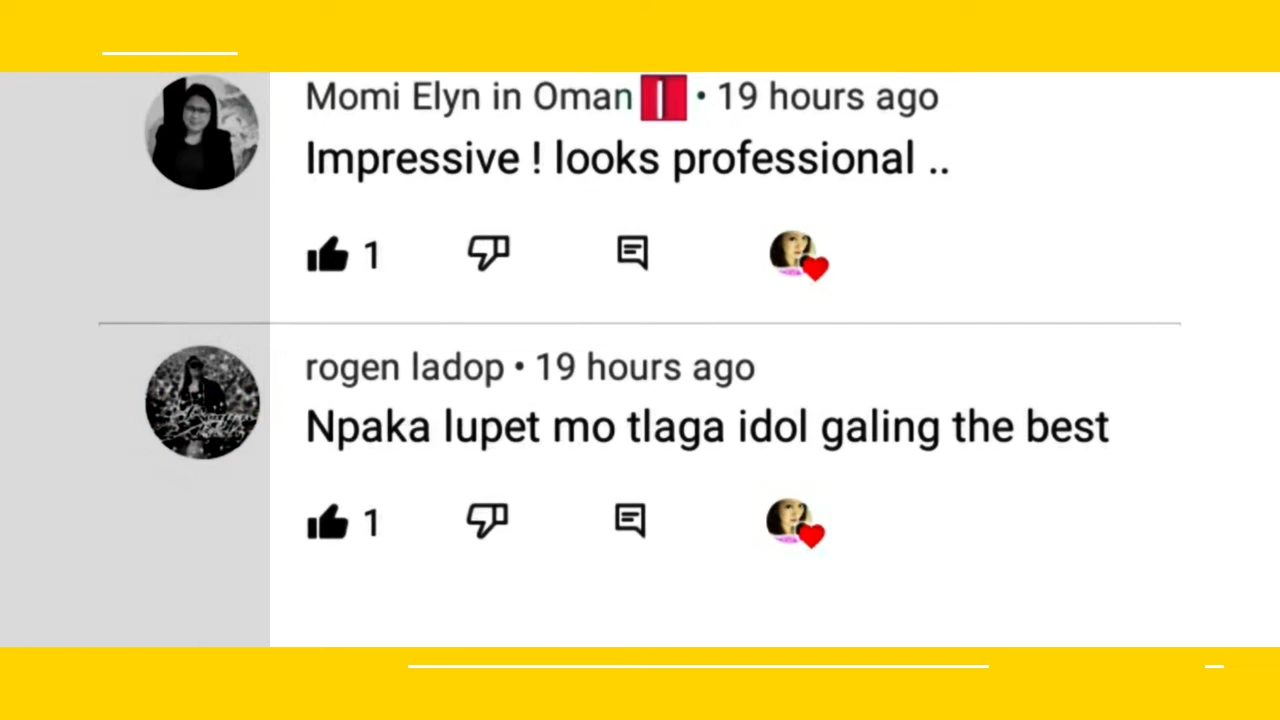 Momi Elyn in Oman • 19 hours ago
Impressive ! looks professional ..
1
rogen ladop • 19 hours ago
Npaka lupet mo tlaga idol galing the best
1